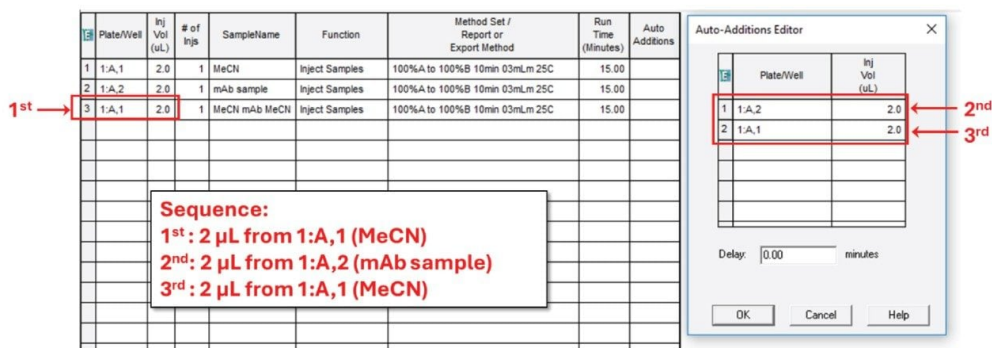 Plate/Well Inj Vol (uL) # of Injs SampleName Function Method Set / Report or Export Method Run Time (Minutes) Auto Additions
1 1:A,1 2.0 1 MeCN Inject Samples 100%A to 100%B 10min 03mLm 25C 15.00
2 1:A,2 2.0 1 mAb sample Inject Samples 100%A to 100%B 10min 03mLm 25C 15.00
1st 3 1:A,1 2.0 1 MeCN mAb MeCN Inject Samples 100%A to 100%B 10min 03mLm 25C 15.00
Sequence:
1st : 2 µL from 1:A,1 (MeCN)
2nd: 2 µL from 1:A,2 (mAb sample)
3rd : 2 µL from 1:A,1 (MeCN)
Auto-Additions Editor
Plate/Well Inj Vol (uL)
1 1:A,2 2.0 2nd
2 1:A,1 2.0 3rd
Delay: 0.00 minutes
OK Cancel Help